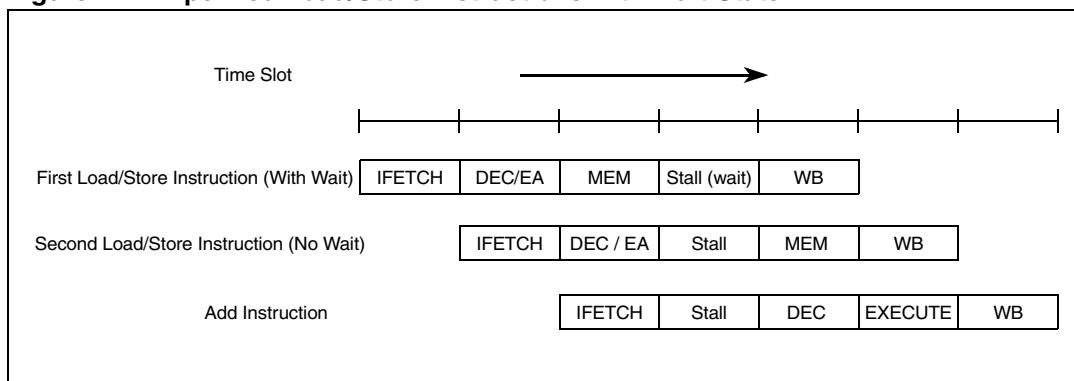 Time Slot
First Load/Store Instruction (With Wait) IFETCH DEC/EA MEM Stall (wait) WB
Second Load/Store Instruction (No Wait) IFETCH DEC / EA Stall MEM WB
Add Instruction IFETCH Stall DEC EXECUTE WB